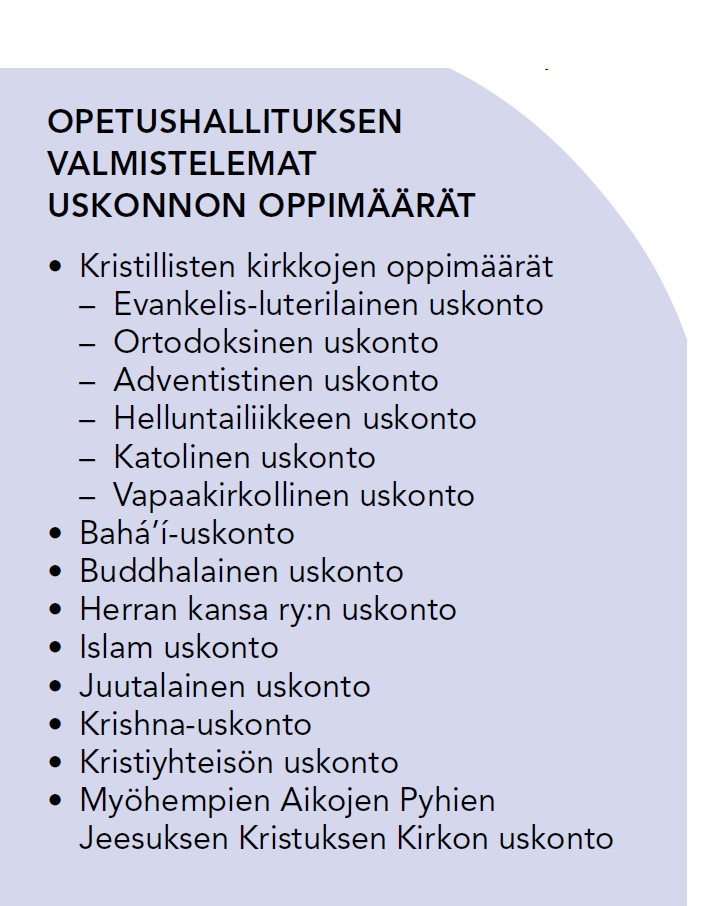 OPETUSHALLITUKSEN
VALMISTELEMAT
USKONNON OPPIMÄÄRÄT
• Kristillisten kirkkojen oppimäärät
– Evankelis-luterilainen uskonto
– Ortodoksinen uskonto
– Adventistinen uskonto
– Helluntailiikkeen uskonto
– Katolinen uskonto
– Vapaakirkollinen uskonto
• Bahá’í-uskonto
• Buddhalainen uskonto
• Herran kansa ry:n uskonto
• Islam uskonto
• Juutalainen uskonto
• Krishna-uskonto
• Kristiyhteisön uskonto
• Myöhempien Aikojen Pyhien
Jeesuksen Kristuksen Kirkon uskonto